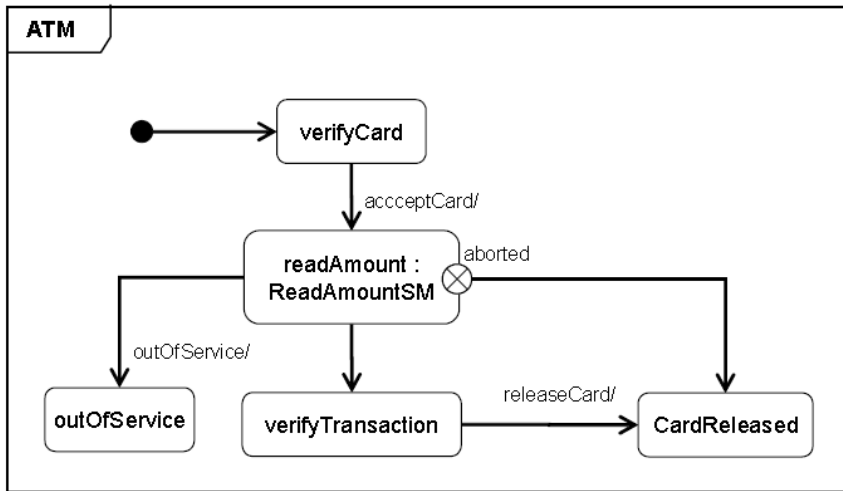 ATM
verifyCard
accceptCard/
readAmount :
ReadAmountSM
aborted
outOfService/
outOfService
verifyTransaction
releaseCard/
CardReleased